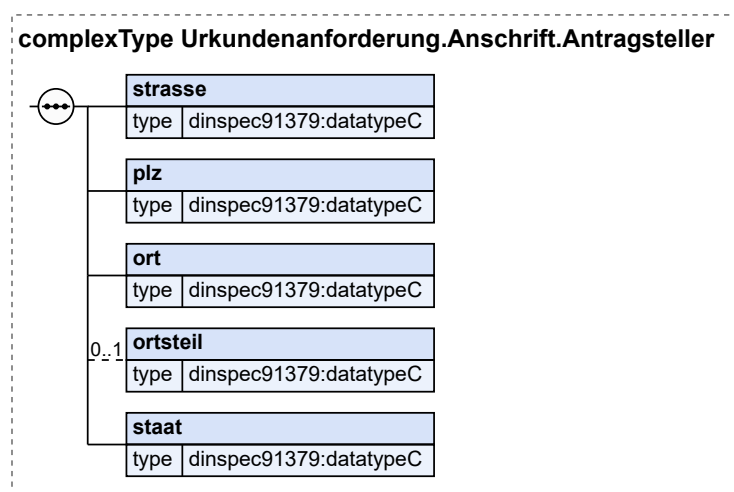 complexType Urkundenanforderung.Anschrift.Antragsteller
strasse
type dinspec91379:datatypeC
plz
type dinspec91379:datatypeC
ort
type dinspec91379:datatypeC
0..1 ortsteil
type dinspec91379:datatypeC
staat
type dinspec91379:datatypeC